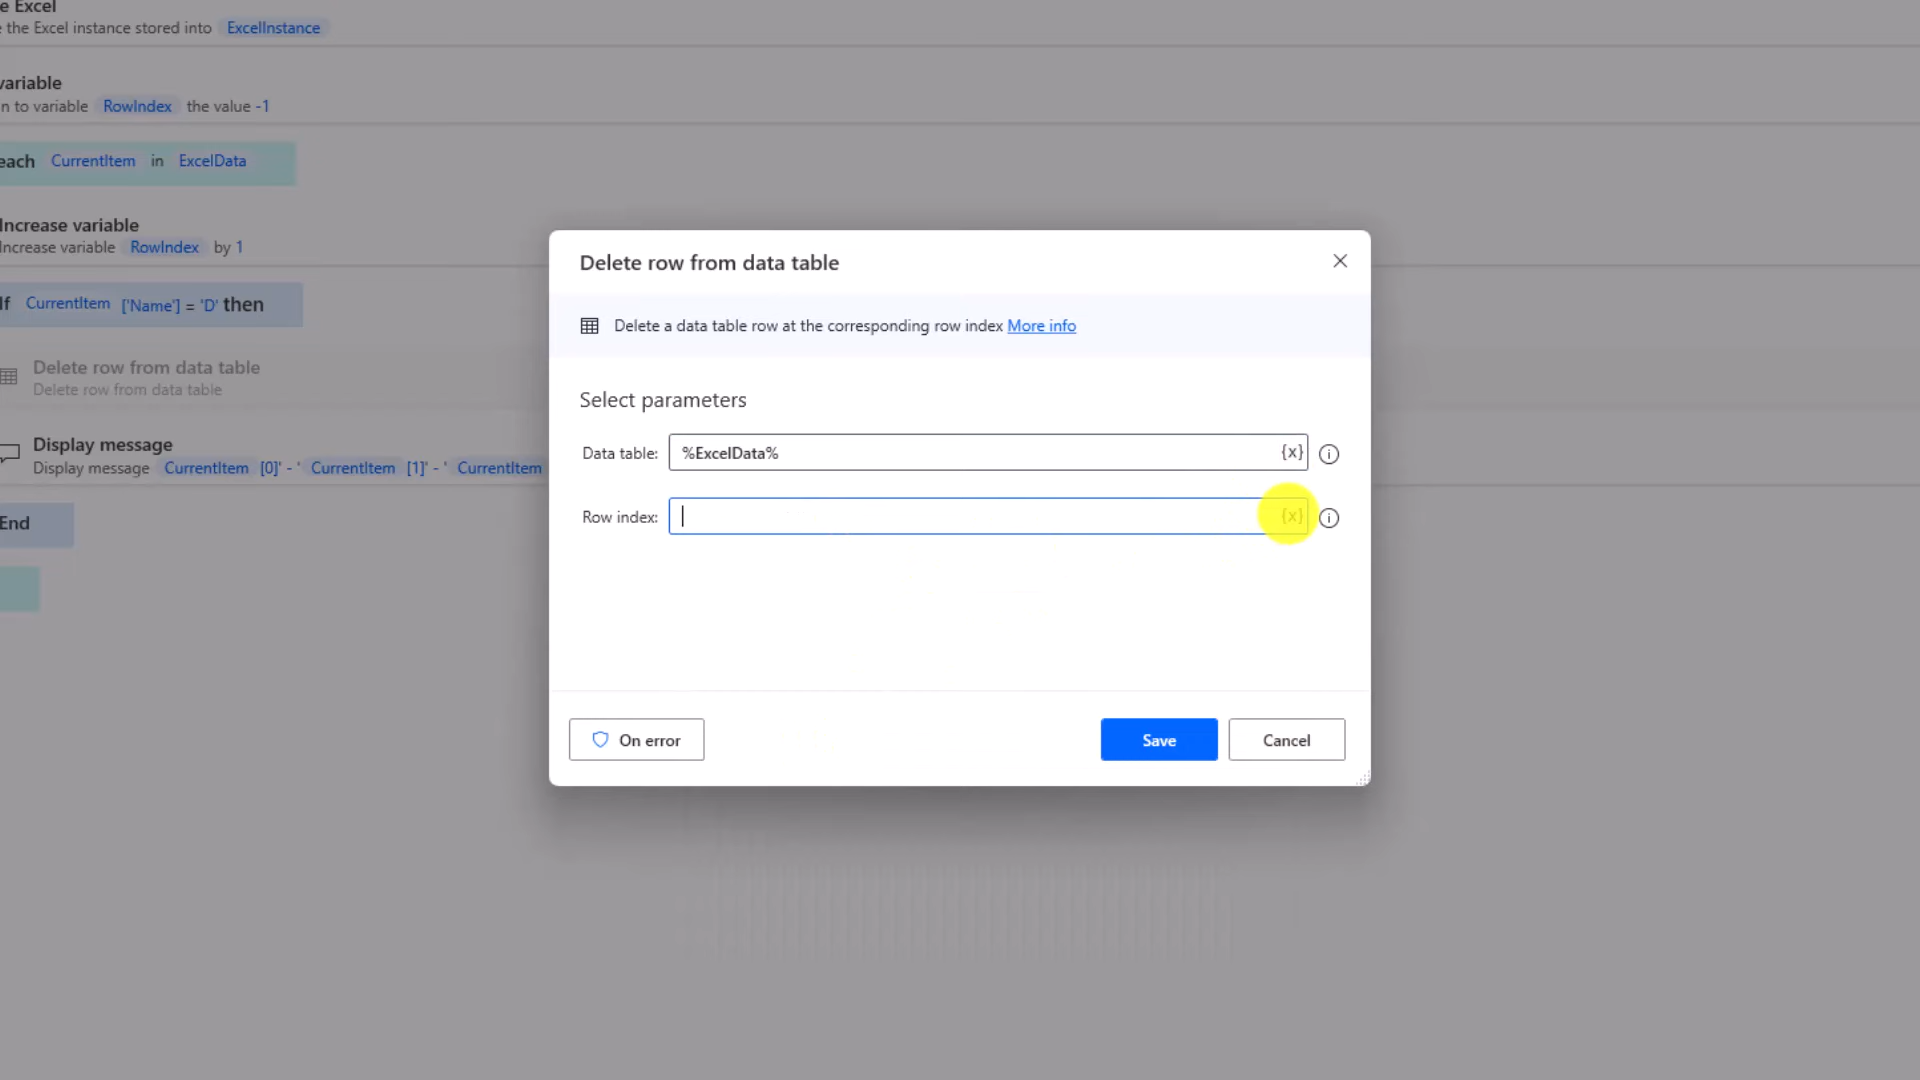 e Excel
e the Excel instance stored into ExcelInstance
variable
n to variable RowIndex the value -1
each CurrentItem in ExcelData
Increase variable
Increase variable RowIndex by 1
If CurrentItem ['Name'] = 'D' then
Delete row from data table
Delete row from data table
Display message
Display message CurrentItem [0]' - ' CurrentItem [1]' - ' CurrentItem
End
Delete row from data table
Delete a data table row at the corresponding row index More info
Select parameters
Data table: %ExcelData% {x}
Row index: {x}
On error
Save
Cancel